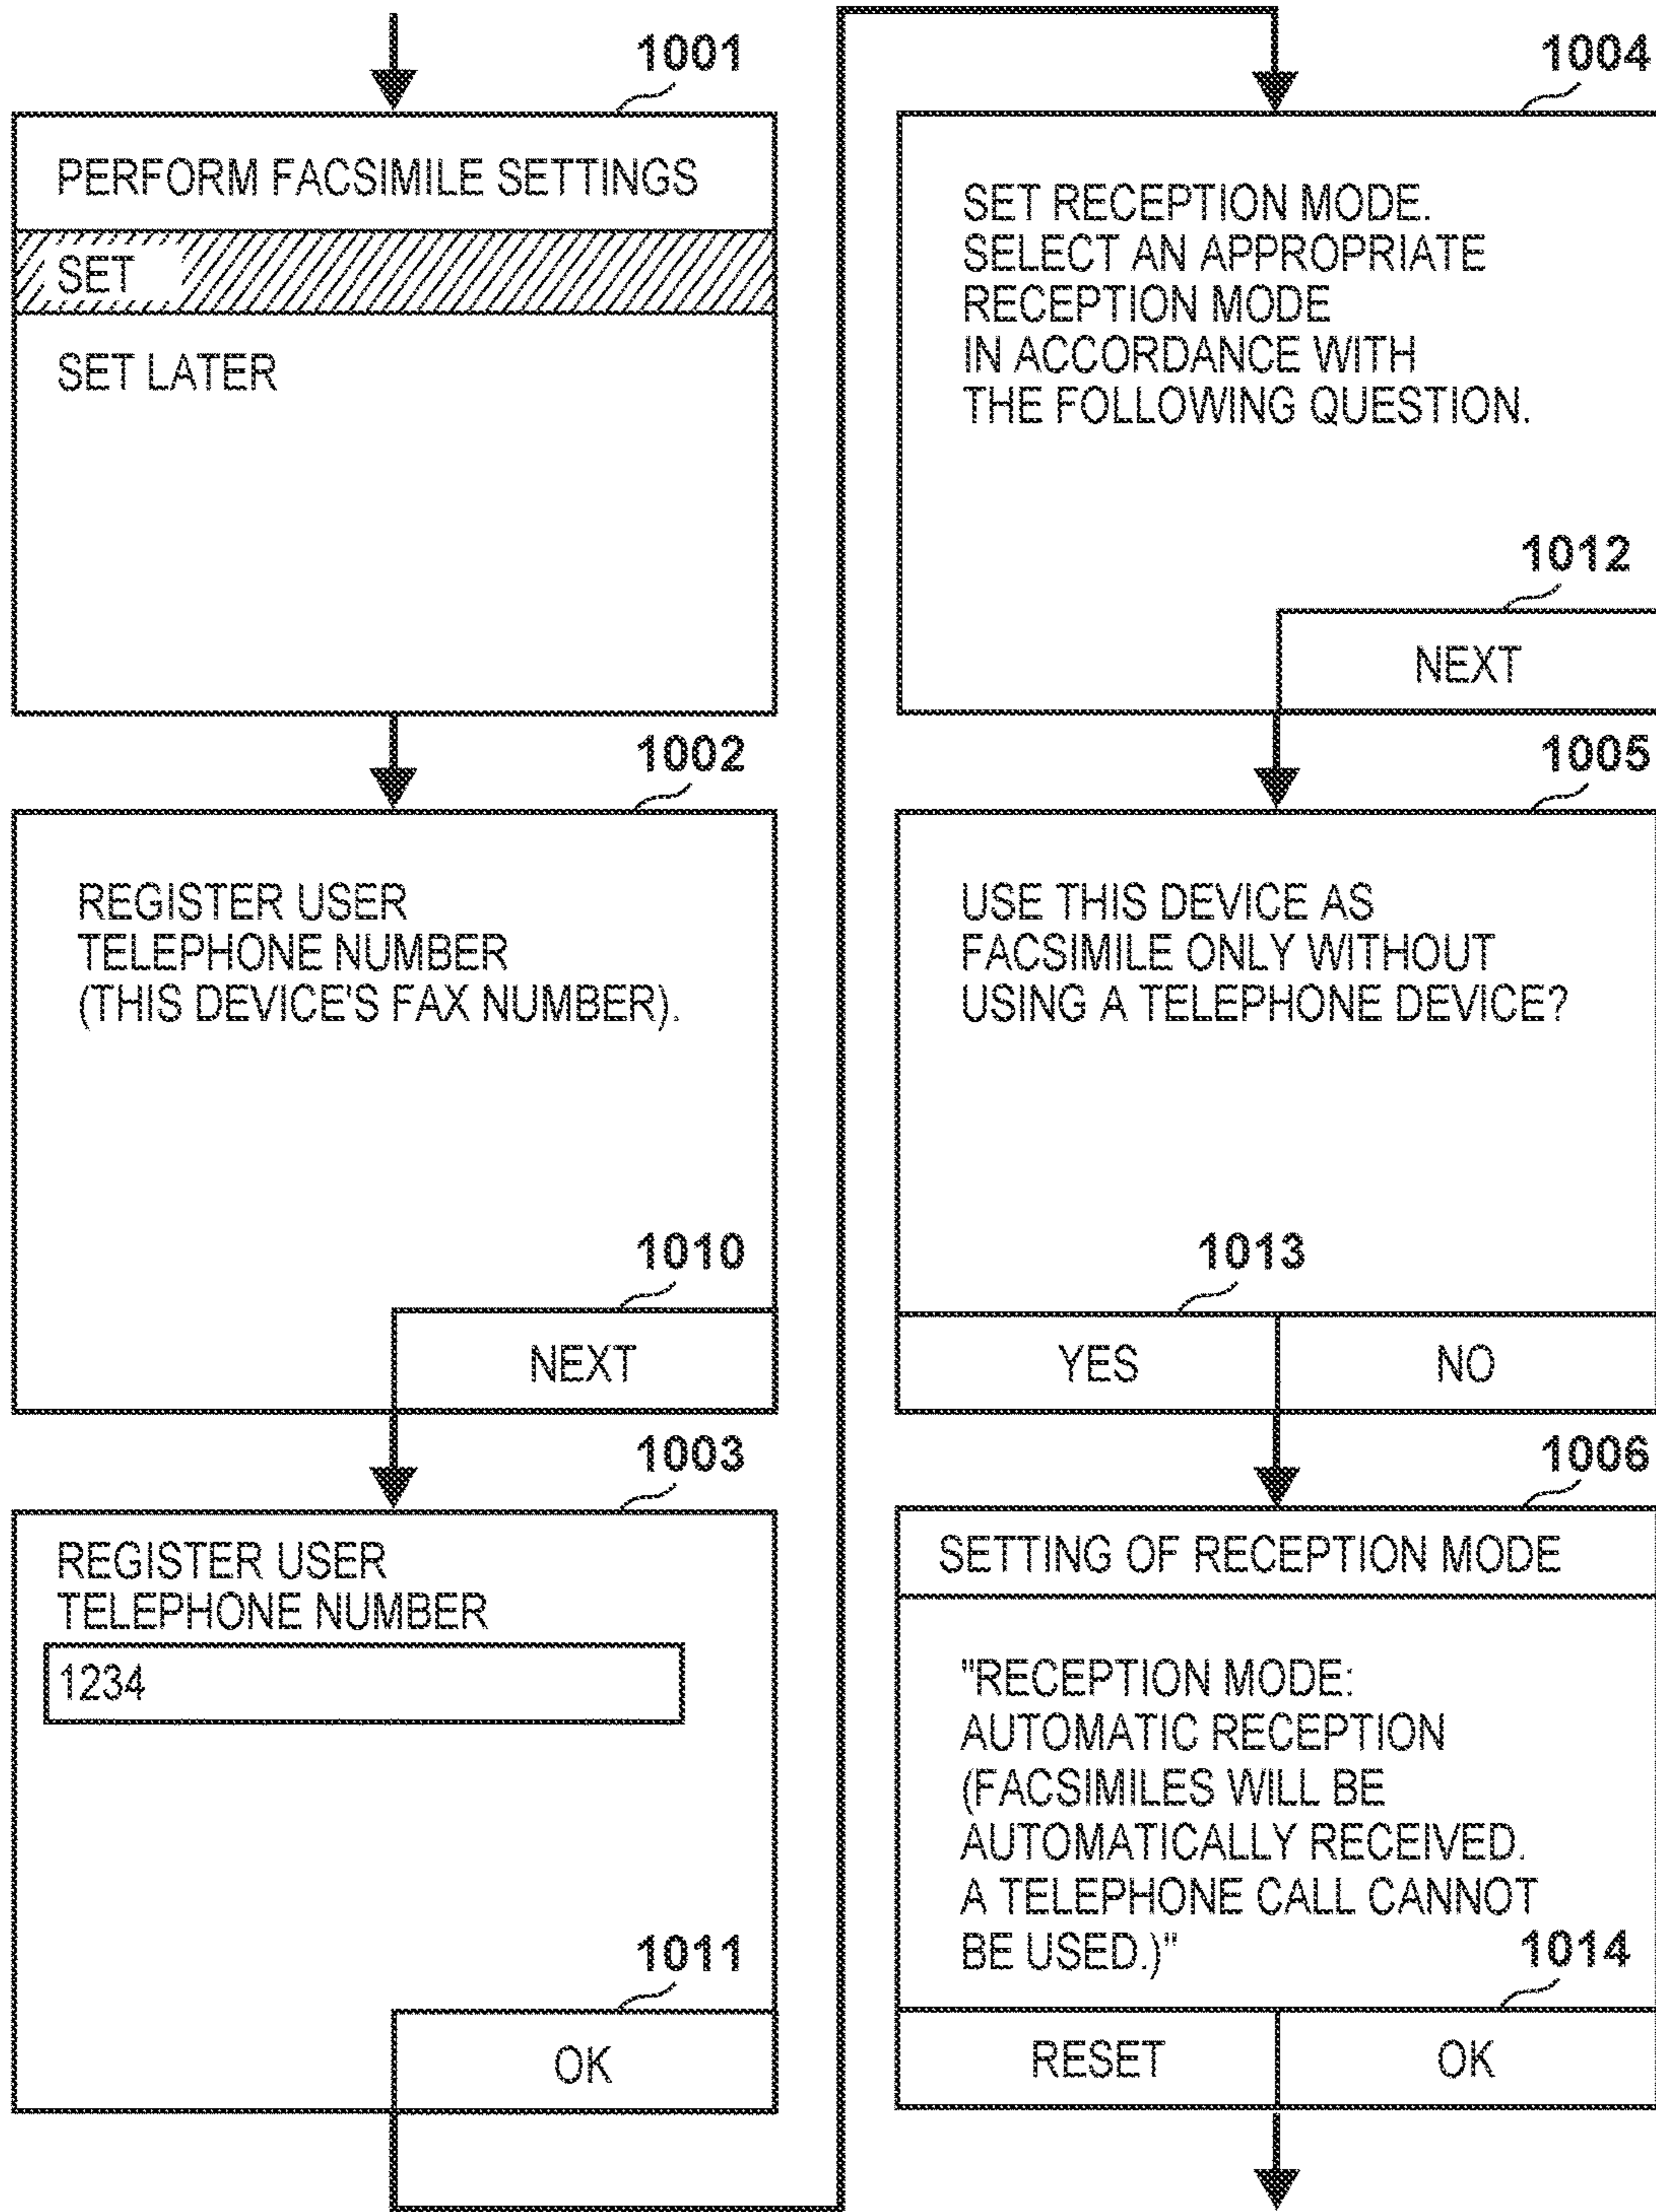 1001
PERFORM FACSIMILE SETTINGS
SET
SET LATER
1002
REGISTER USER
TELEPHONE NUMBER
(THIS DEVICE'S FAX NUMBER).
1010
NEXT
1003
REGISTER USER
TELEPHONE NUMBER
1234
1011
OK
1004
SET RECEPTION MODE.
SELECT AN APPROPRIATE
RECEPTION MODE
IN ACCORDANCE WITH
THE FOLLOWING QUESTION.
1012
NEXT
1005
USE THIS DEVICE AS
FACSIMILE ONLY WITHOUT
USING A TELEPHONE DEVICE?
1013
YES NO
1006
SETTING OF RECEPTION MODE
"RECEPTION MODE:
AUTOMATIC RECEPTION
(FACSIMILES WILL BE
AUTOMATICALLY RECEIVED.
A TELEPHONE CALL CANNOT
BE USED.)"
1014
RESET OK